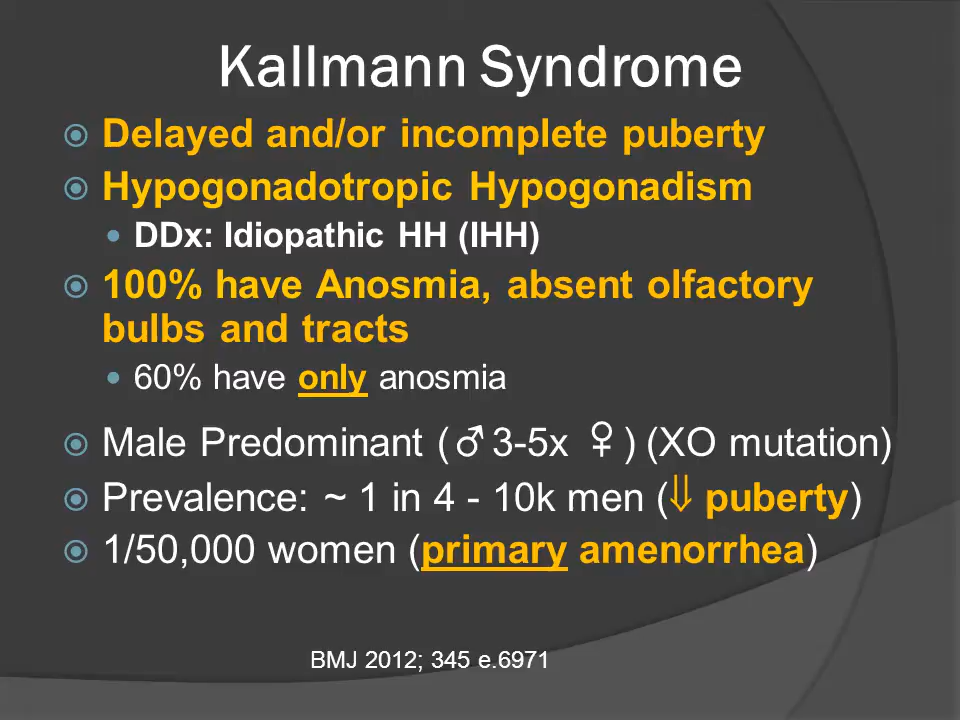 Kallmann Syndrome
Delayed and/or incomplete puberty
Hypogonadotropic Hypogonadism
DDx: Idiopathic HH (IHH)
100% have Anosmia, absent olfactory
bulbs and tracts
60% have only anosmia
Male Predominant (♂ 3-5x ♀) (XO mutation)
Prevalence: ~ 1 in 4 - 10k men (⇓ puberty)
1/50,000 women (primary amenorrhea)
BMJ 2012; 345 e.6971